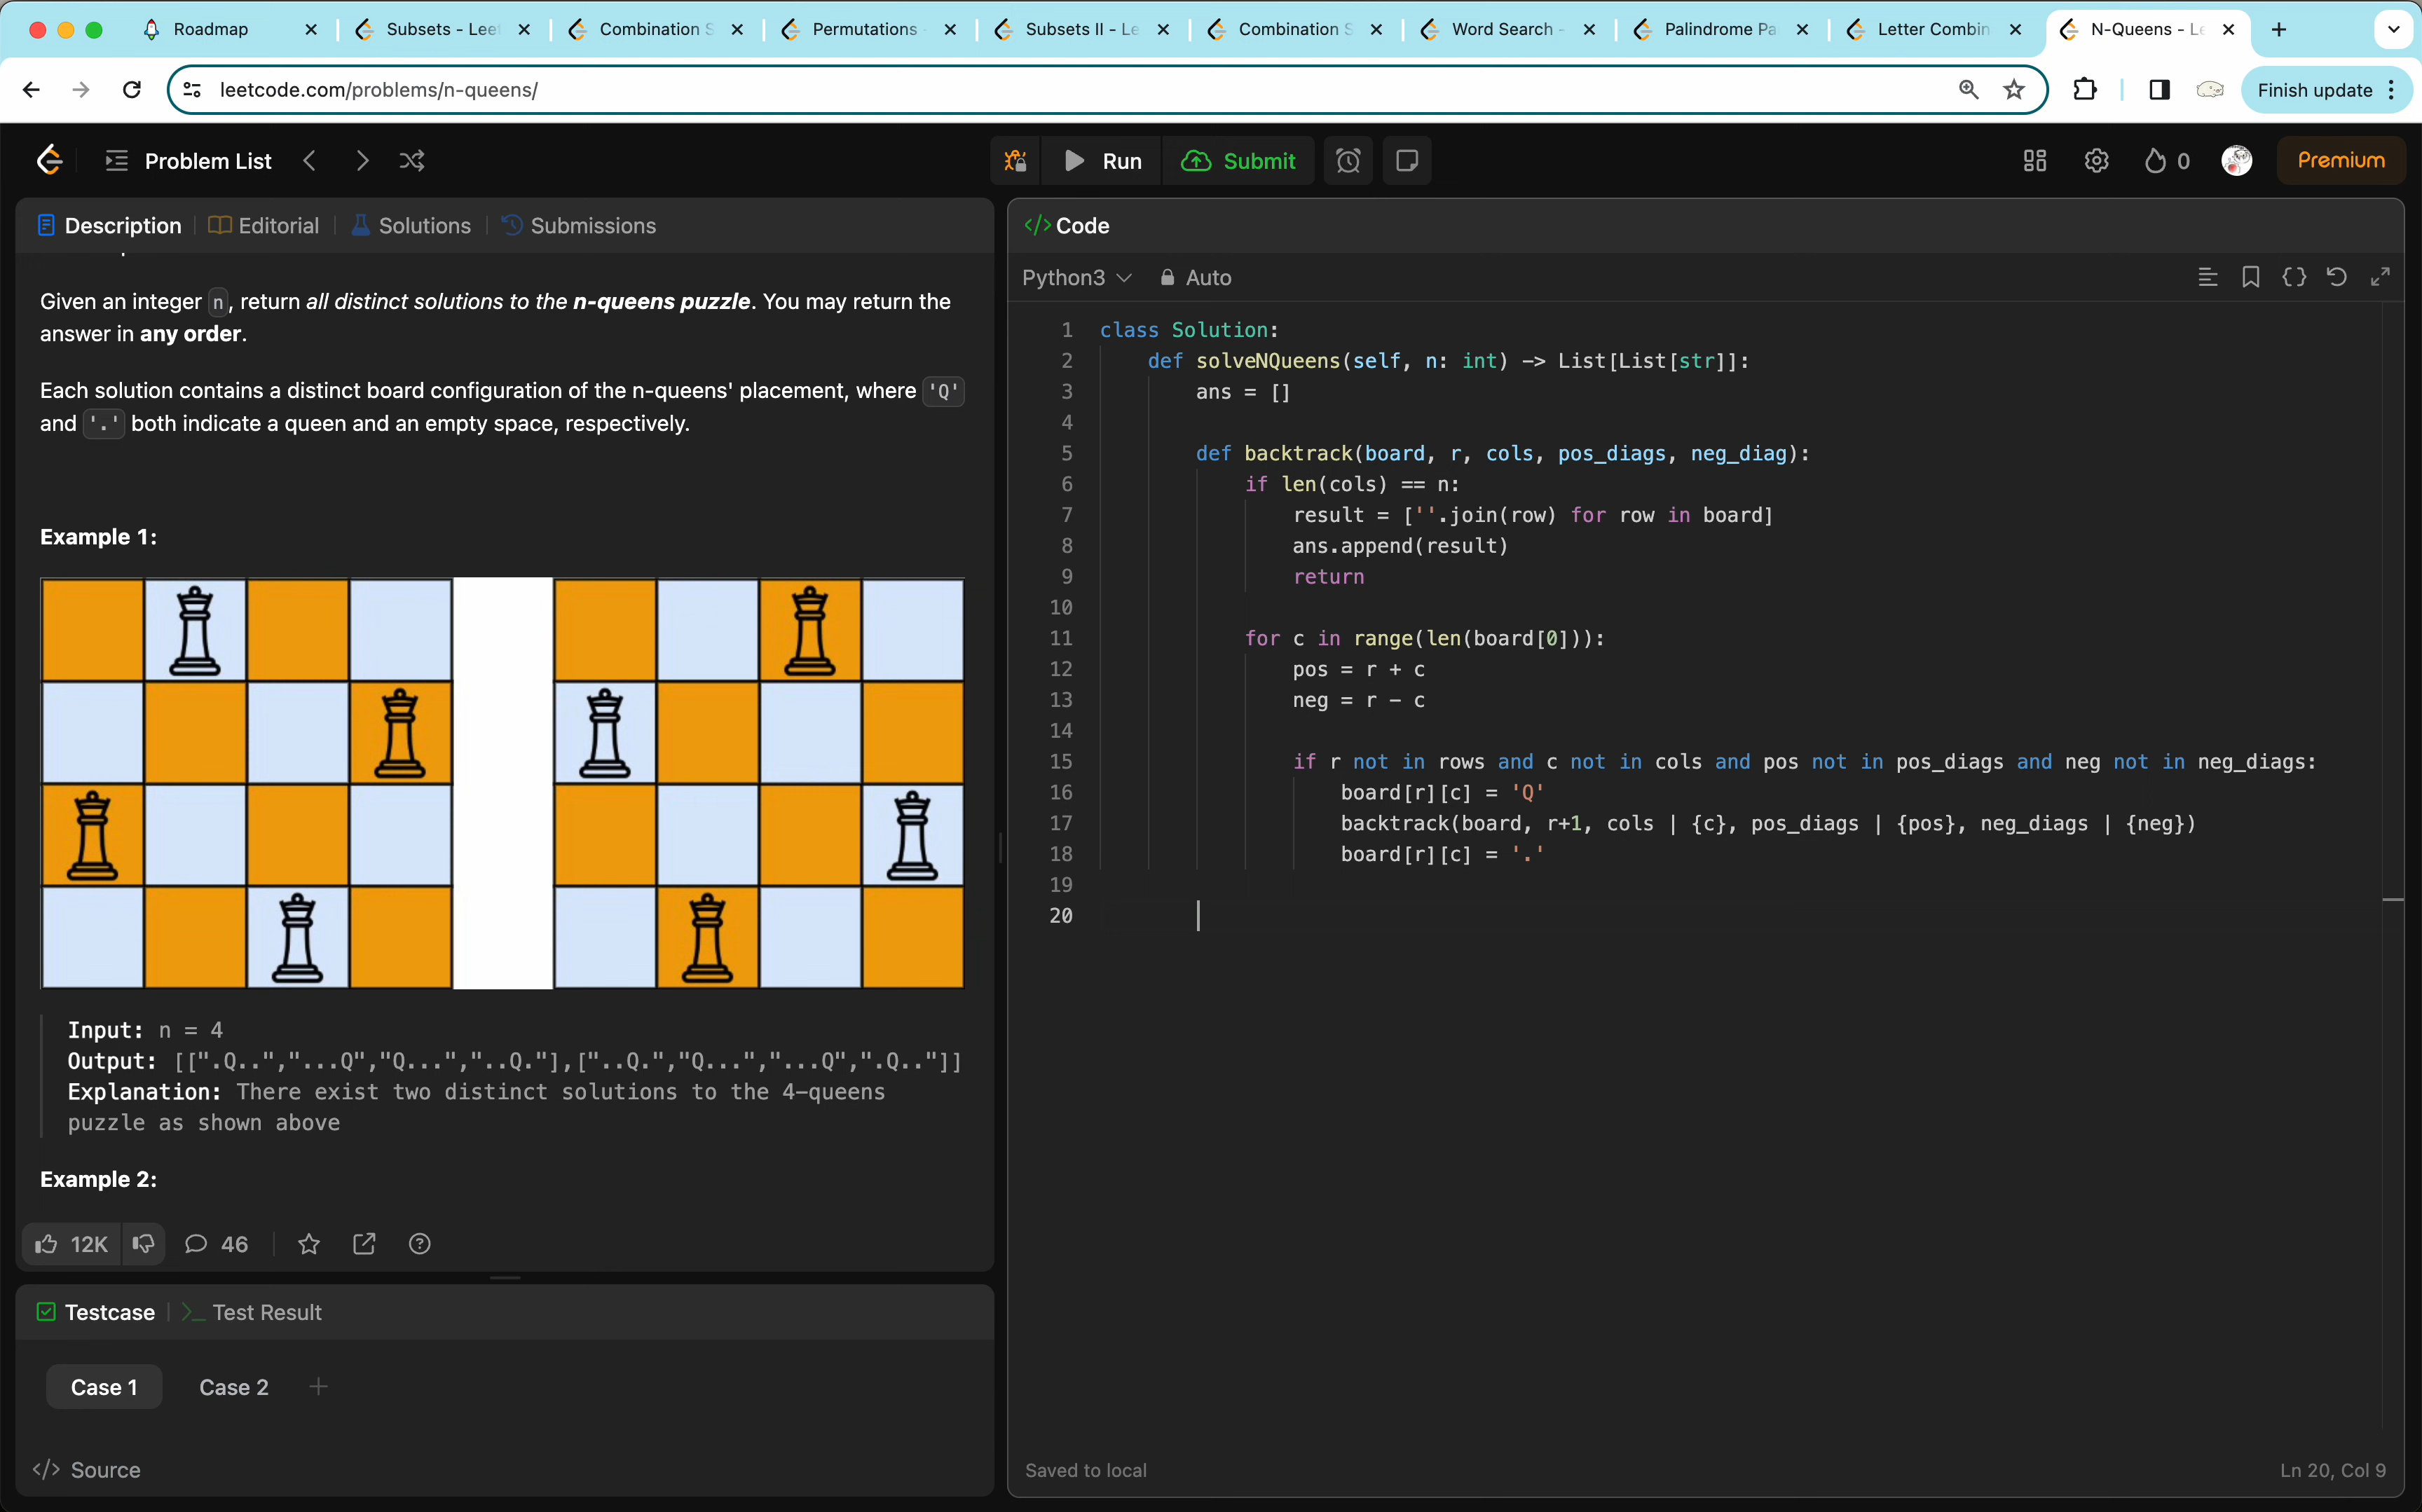 Roadmap
Subsets - Leet
Combination S
Permutations -
Subsets II - Le
Combination S
Word Search -
Palindrome Pa
Letter Combin
N-Queens - Le
leetcode.com/problems/n-queens/
Finish update
Problem List
Run
Submit
0
Premium
Description
Editorial
Solutions
Submissions
Given an integer n, return all distinct solutions to the n-queens puzzle. You may return the
answer in any order.
Each solution contains a distinct board configuration of the n-queens' placement, where 'Q'
and '.' both indicate a queen and an empty space, respectively.
Example 1:
Input: n = 4
Output: [[".Q..","...Q","Q...","..Q."],["..Q.","Q...","...Q",".Q.."]]
Explanation: There exist two distinct solutions to the 4-queens
puzzle as shown above
Example 2:
12K
46
Testcase
Test Result
Case 1
Case 2
Source
Code
Python3
Auto
1 class Solution:
2 def solveNQueens(self, n: int) -> List[List[str]]:
3 ans = []
4
5 def backtrack(board, r, cols, pos_diags, neg_diag):
6 if len(cols) == n:
7 result = [''.join(row) for row in board]
8 ans.append(result)
9 return
10
11 for c in range(len(board[0])):
12 pos = r + c
13 neg = r - c
14
15 if r not in rows and c not in cols and pos not in pos_diags and neg not in neg_diags:
16 board[r][c] = 'Q'
17 backtrack(board, r+1, cols | {c}, pos_diags | {pos}, neg_diags | {neg})
18 board[r][c] = '.'
19
20
Saved to local
Ln 20, Col 9